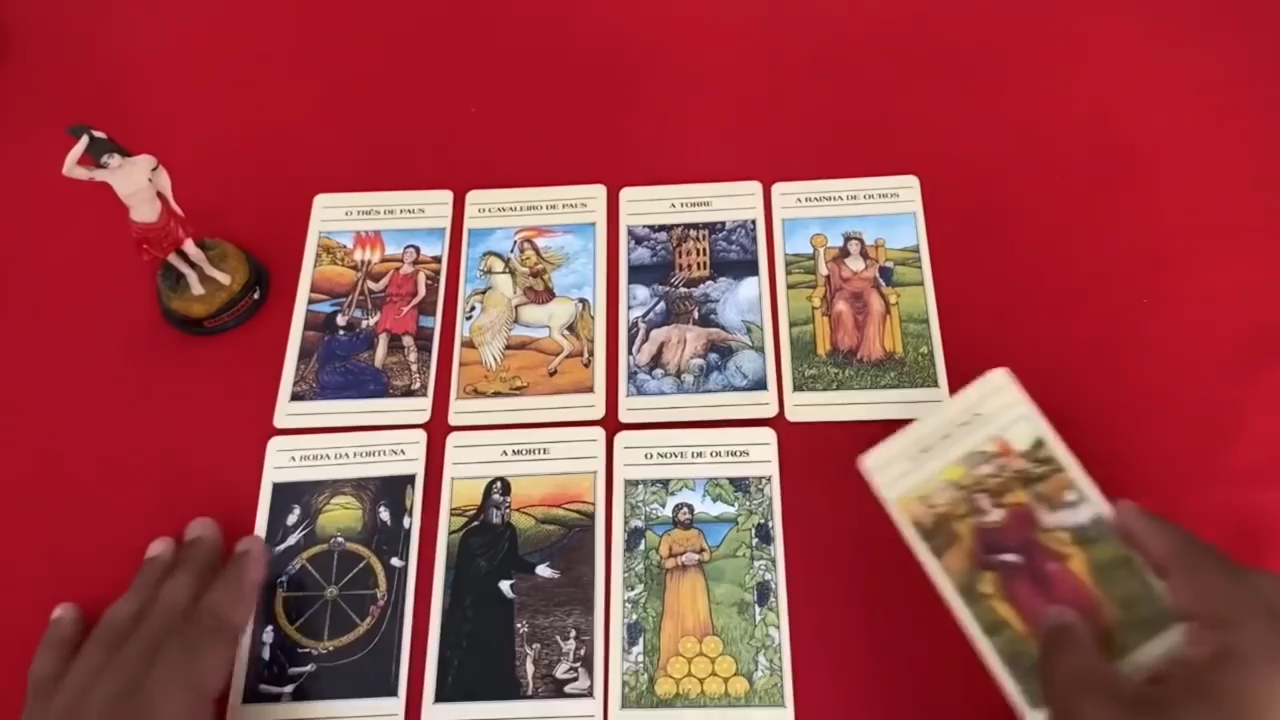 O TRÊS DE PAUS
O CAVALEIRO DE PAUS
A TORRE
A RAINHA DE OUROS
A RODA DA FORTUNA
A MORTE
O NOVE DE OUROS